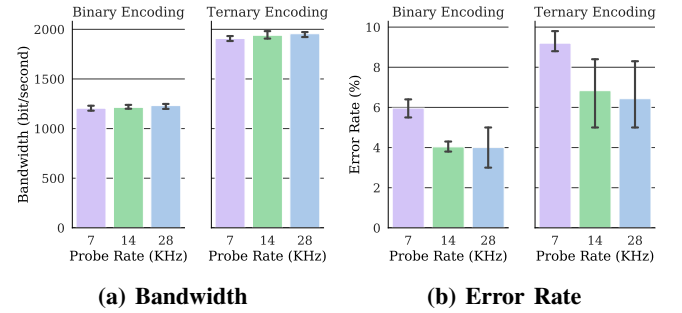 Binary Encoding Ternary Encoding
2000
1500
1000
500
0
Bandwidth (bit/second)
7 14 28 7 14 28
Probe Rate (KHz) Probe Rate (KHz)
(a) Bandwidth
Binary Encoding Ternary Encoding
10
8
6
4
2
0
Error Rate (%)
7 14 28 7 14 28
Probe Rate (KHz) Probe Rate (KHz)
(b) Error Rate